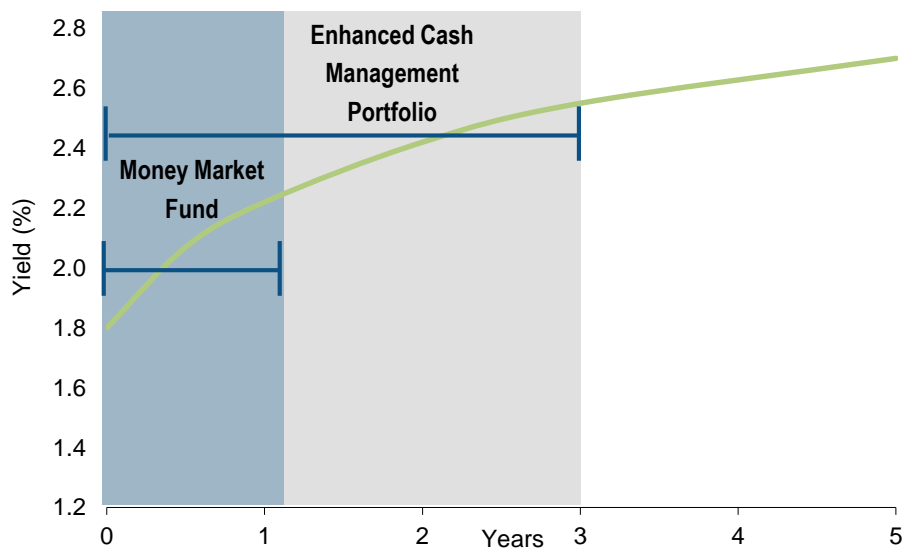 2.8
2.6
2.4
2.2
2.0
1.8
1.6
1.4
1.2
Yield (%)
Enhanced Cash
Management
Portfolio
Money Market
Fund
0
1
2
3
4
5
Years